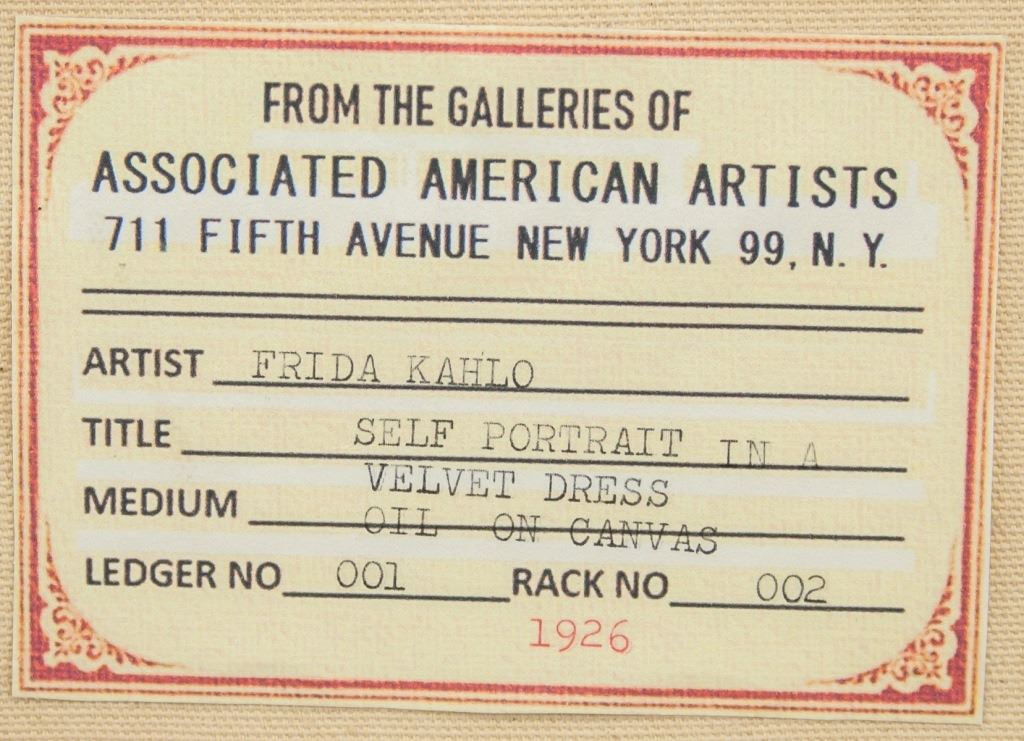 FROM THE GALLERIES OF
ASSOCIATED AMERICAN ARTISTS
711 FIFTH AVENUE NEW YORK 99, N. Y.
ARTIST FRIDA KAHLO
TITLE SELF PORTRAIT IN A
VELVET DRESS
MEDIUM OIL ON CANVAS
LEDGER NO 001 RACK NO 002
1926